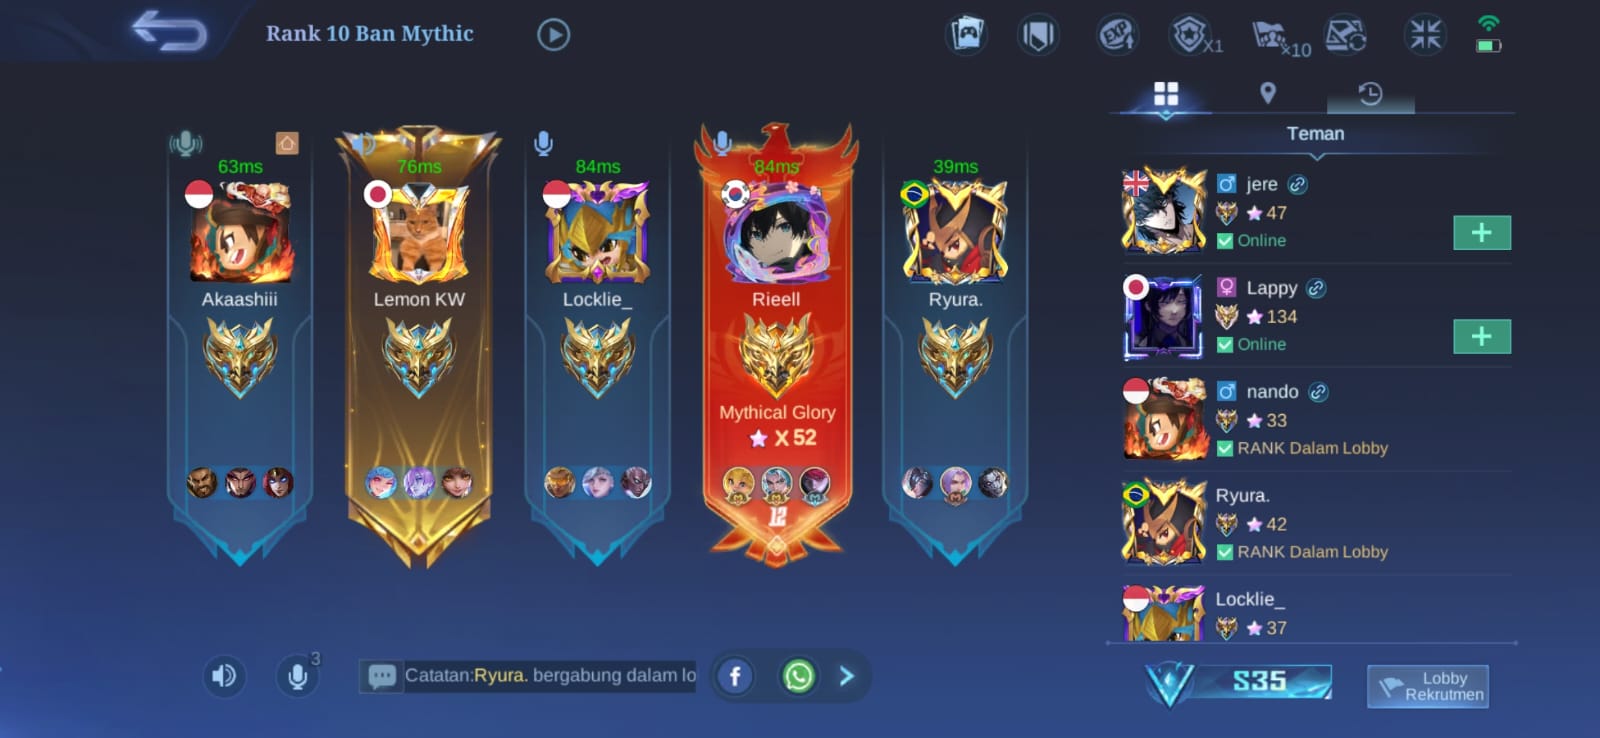 Rank 10 Ban Mythic
EXP
X1
×10
63ms
76ms
84ms
84ms
39ms
Akaashiii
Lemon KW
Locklie_
Rieell
Ryura.
Mythical Glory
X 52
12
3
Catatan:Ryura. bergabung dalam lo
Teman
jere
47
Online
Lappy
134
Online
nando
33
RANK Dalam Lobby
Ryura.
42
RANK Dalam Lobby
Locklie_
37
S35
Lobby
Rekrutmen